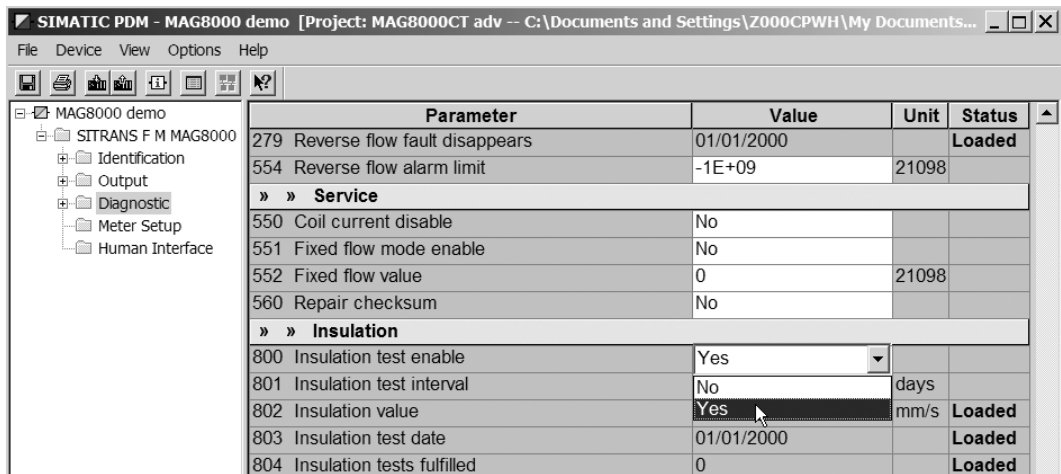 SIMATIC PDM - MAG8000 demo [Project: MAG8000CT adv -- C:\Documents and Settings\Z000CPWH\My Documents...
File Device View Options Help
MAG8000 demo
SITRANS F M MAG8000
Identification
Output
Diagnostic
Meter Setup
Human Interface
Parameter Value Unit Status
279 Reverse flow fault disappears 01/01/2000 Loaded
554 Reverse flow alarm limit -1E+09 21098
» » Service
550 Coil current disable No
551 Fixed flow mode enable No
552 Fixed flow value 0 21098
560 Repair checksum No
» » Insulation
800 Insulation test enable Yes
801 Insulation test interval No days
802 Insulation value Yes mm/s Loaded
803 Insulation test date 01/01/2000 Loaded
804 Insulation tests fulfilled 0 Loaded